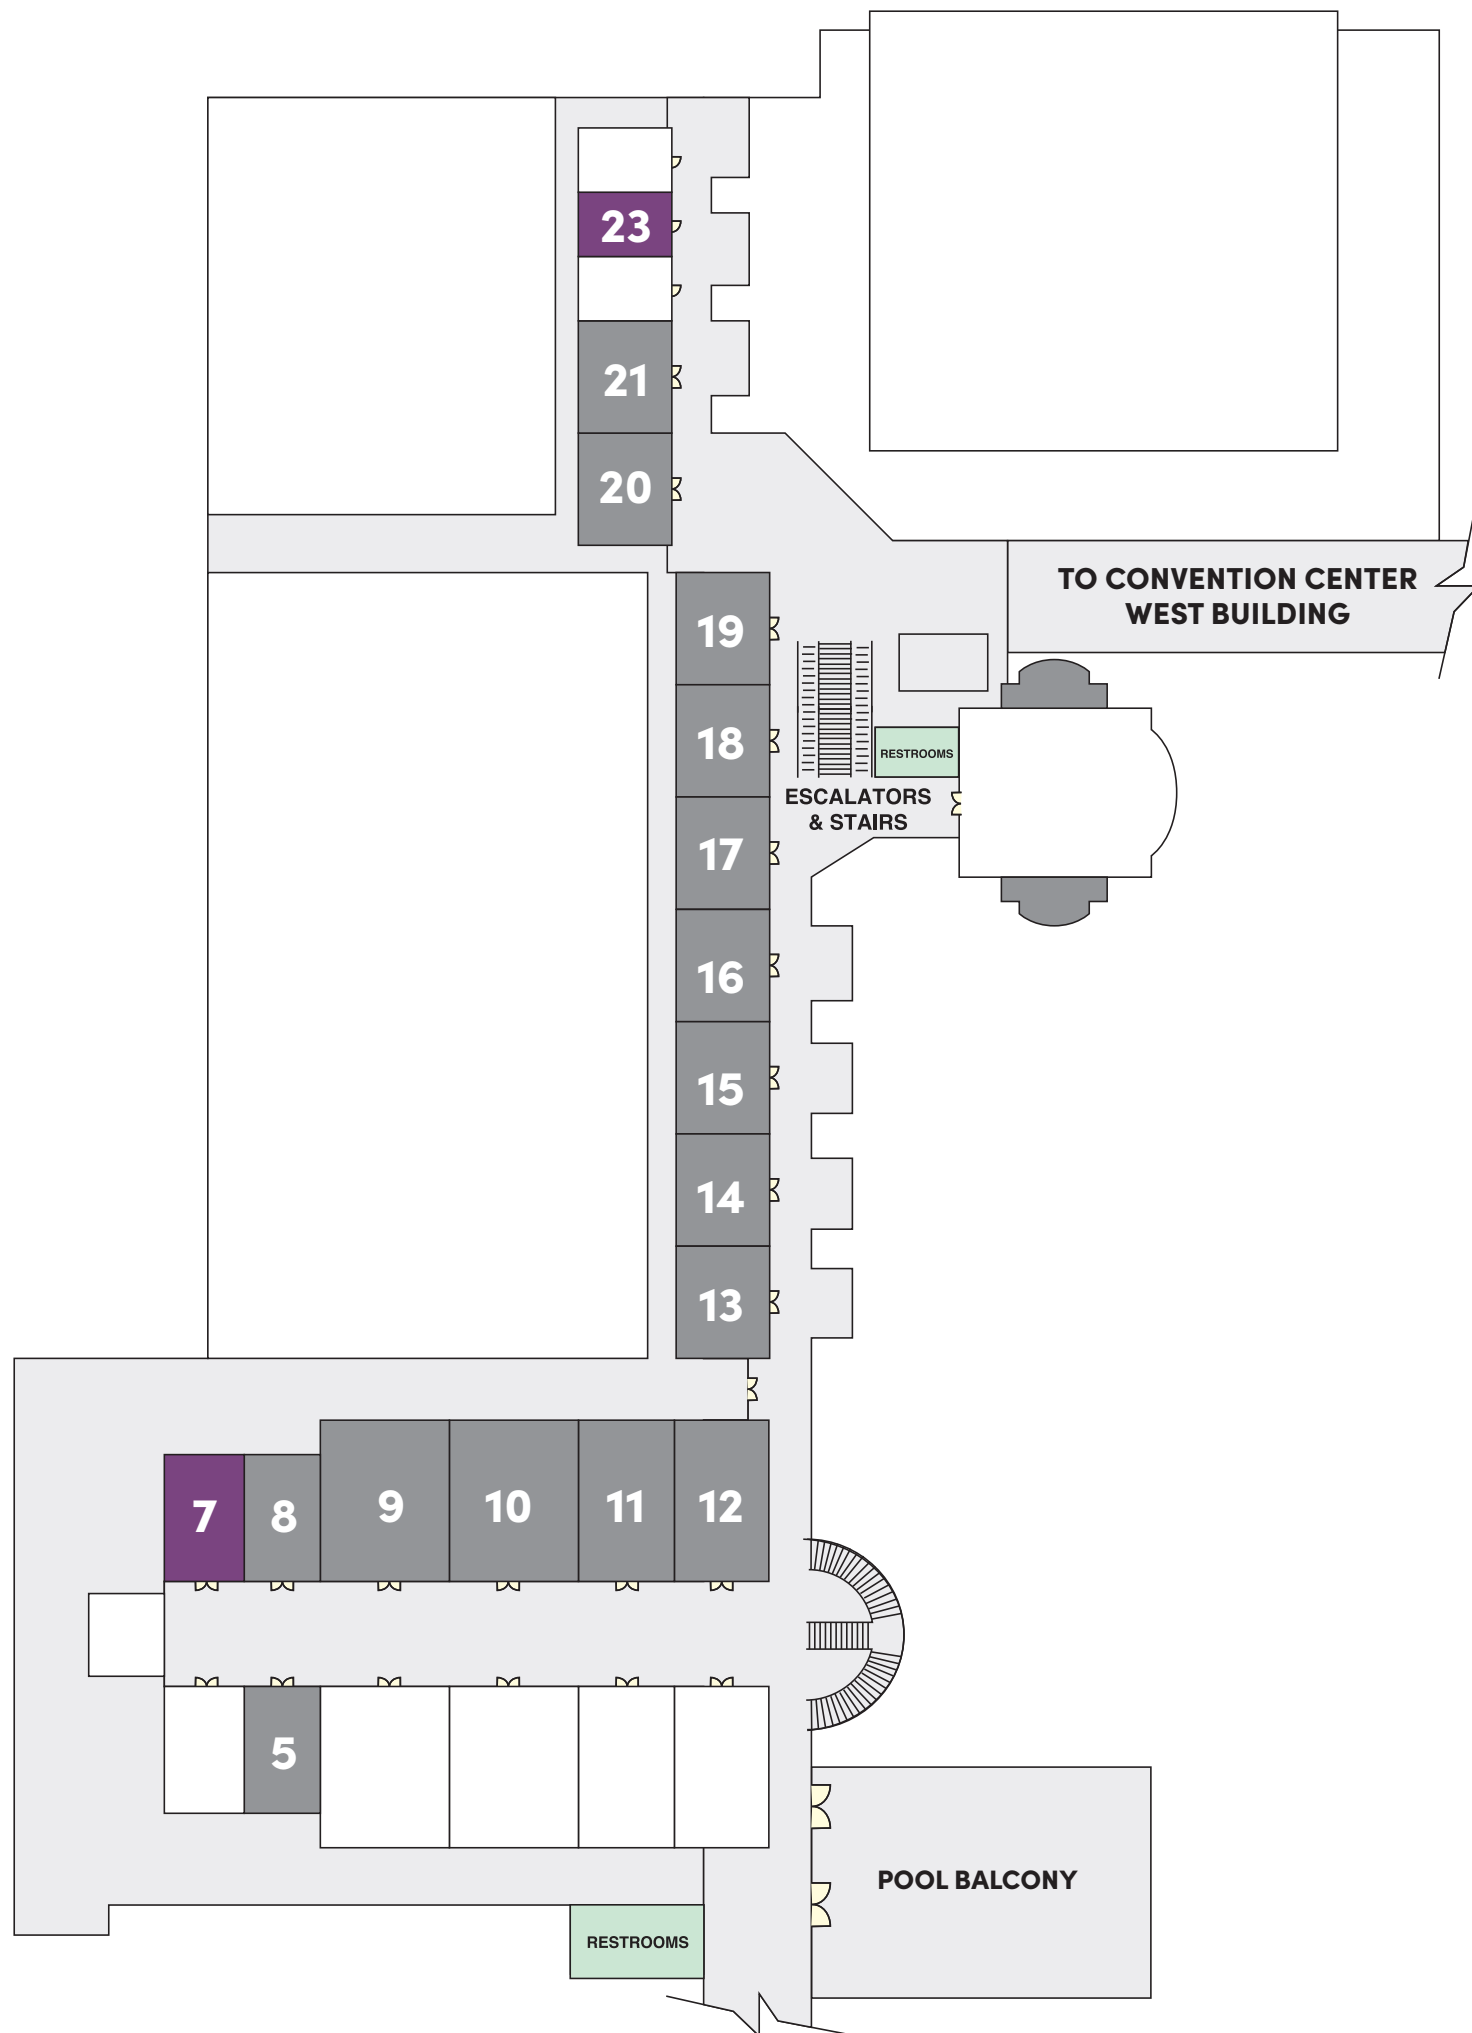 23
21
20
TO CONVENTION CENTER
WEST BUILDING
19
18
RESTROOMS
ESCALATORS
& STAIRS
17
16
15
14
13
7
8
9
10
11
12
5
POOL BALCONY
RESTROOMS